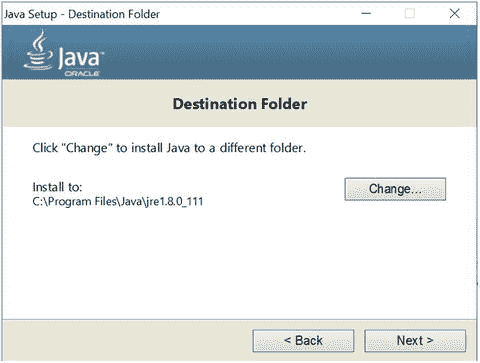 Java Setup - Destination Folder
Java™
ORACLE
Destination Folder
Click "Change" to install Java to a different folder.
Install to:
C:\Program Files\Java\jre1.8.0_111
Change...
< Back
Next >